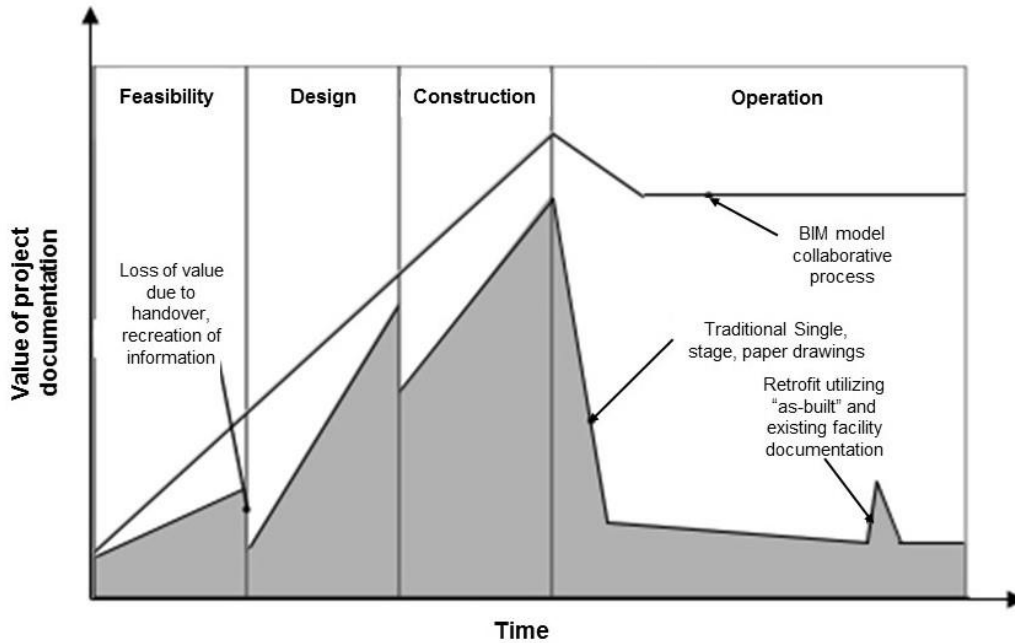 Feasibility
Design
Construction
Operation
Value of project
documentation
Loss of value
due to
handover,
recreation of
information
BIM model
collaborative
process
Traditional Single,
stage, paper drawings
Retrofit utilizing
“as-built” and
existing facility
documentation
Time